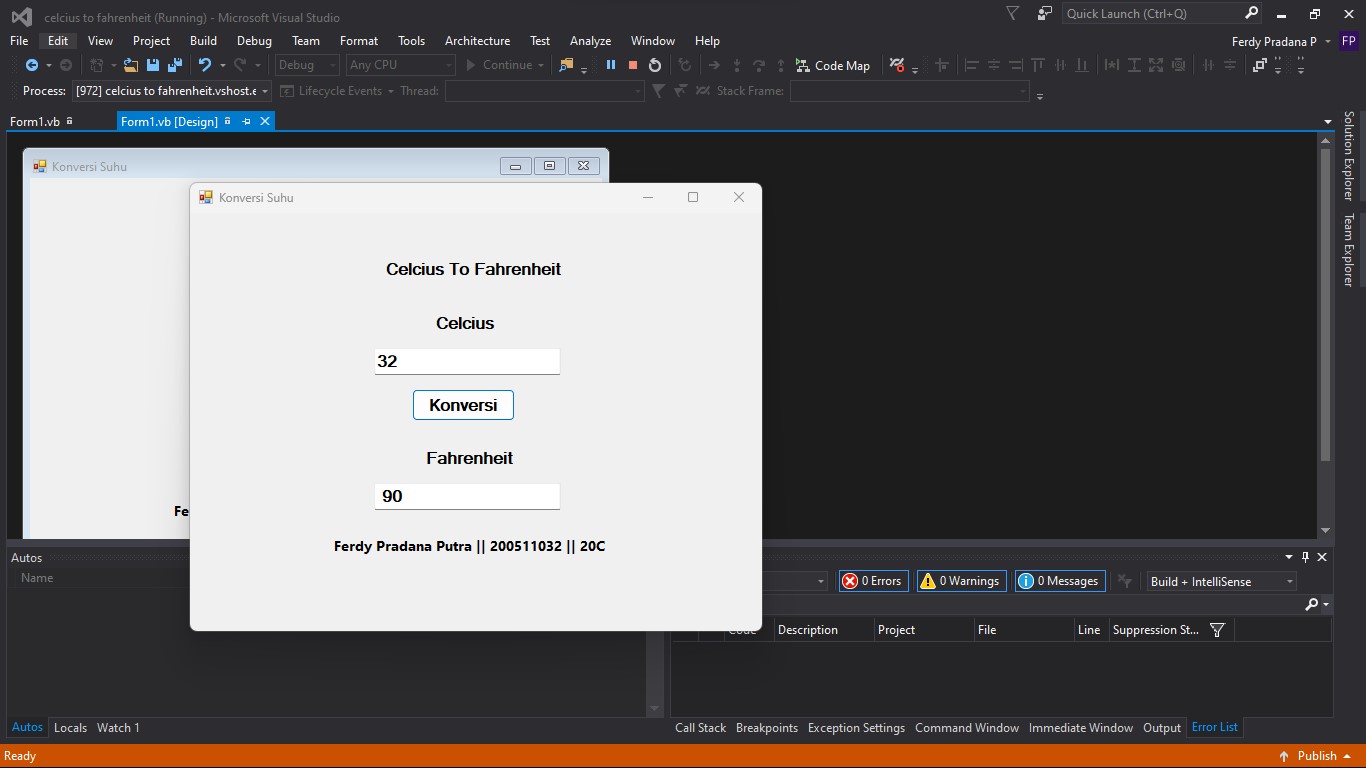 celcius to fahrenheit (Running) - Microsoft Visual Studio
Quick Launch (Ctrl+Q)
File Edit View Project Build Debug Team Format Tools Architecture Test Analyze Window Help
Ferdy Pradana P FP
Debug Any CPU Continue Code Map
Process: [972] celcius to fahrenheit.vshost.e Lifecycle Events Thread: Stack Frame:
Form1.vb Form1.vb [Design]
Solution Explorer
Team Explorer
Konversi Suhu
Fe
Konversi Suhu
Celcius To Fahrenheit
Celcius
32
Konversi
Fahrenheit
90
Ferdy Pradana Putra || 200511032 || 20C
Autos
Name
0 Errors 0 Warnings 0 Messages Build + IntelliSense
Code Description Project File Line Suppression St...
Autos Locals Watch 1
Call Stack Breakpoints Exception Settings Command Window Immediate Window Output Error List
Ready Publish